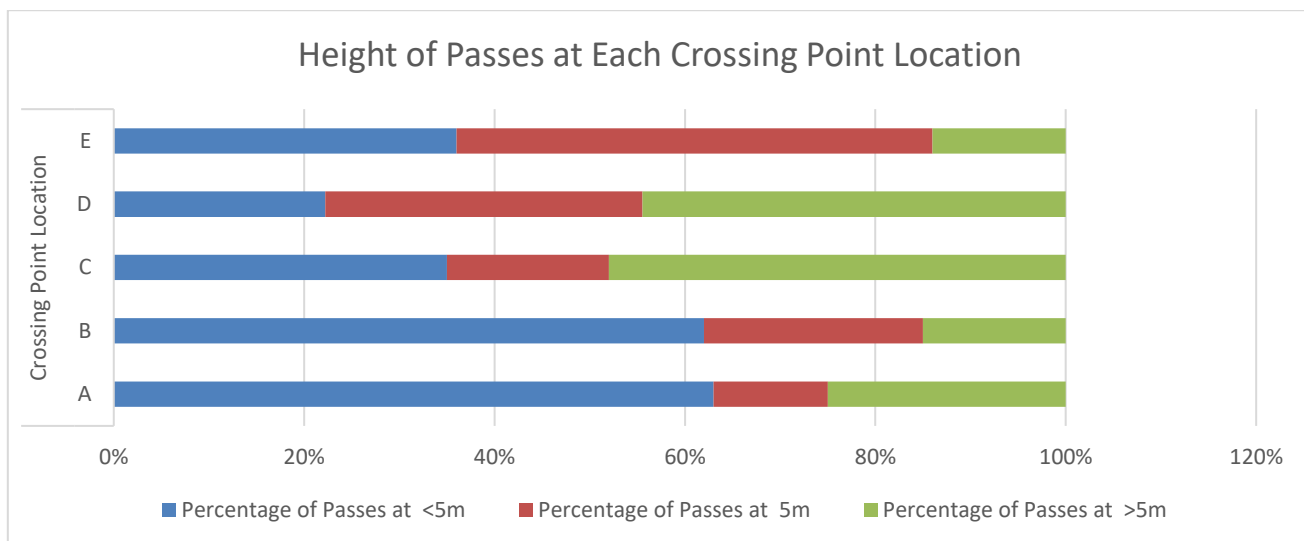 Height of Passes at Each Crossing Point Location
Crossing Point Location
E
D
C
B
A
0% 20% 40% 60% 80% 100% 120%
Percentage of Passes at <5m Percentage of Passes at 5m Percentage of Passes at >5m